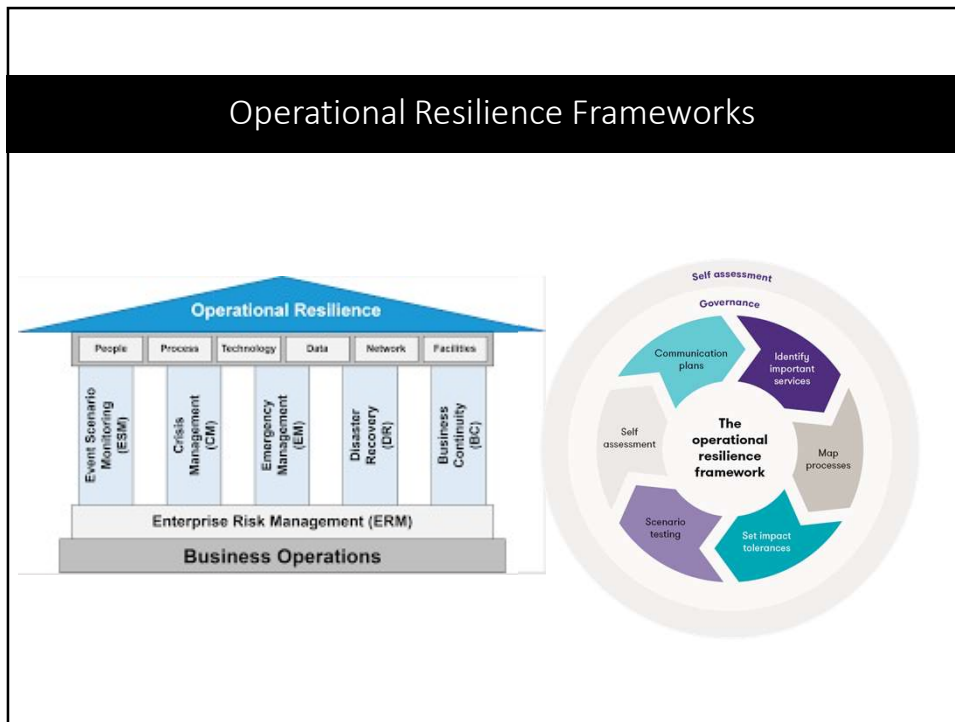 Operational Resilience Frameworks
Operational Resilience
People
Process
Technology
Data
Network
Facilities
Event Scenario
Monitoring
(ESM)
Crisis
Management
(CM)
Emergency
Management
(EM)
Disaster
Recovery
(DR)
Business
Continuity
(BC)
Enterprise Risk Management (ERM)
Business Operations
Self assessment
Governance
Communication
plans
Identify
important
services
Self
assessment
The
operational
resilience
framework
Map
processes
Scenario
testing
Set impact
tolerances